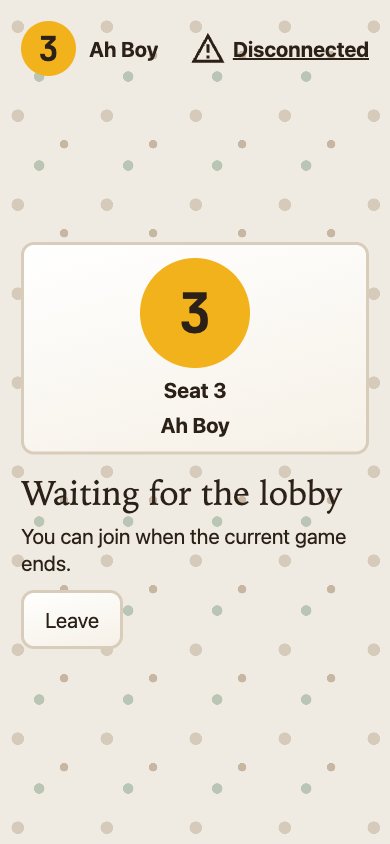 3 Ah Boy Disconnected
3
Seat 3
Ah Boy
Waiting for the lobby
You can join when the current game
ends.
Leave